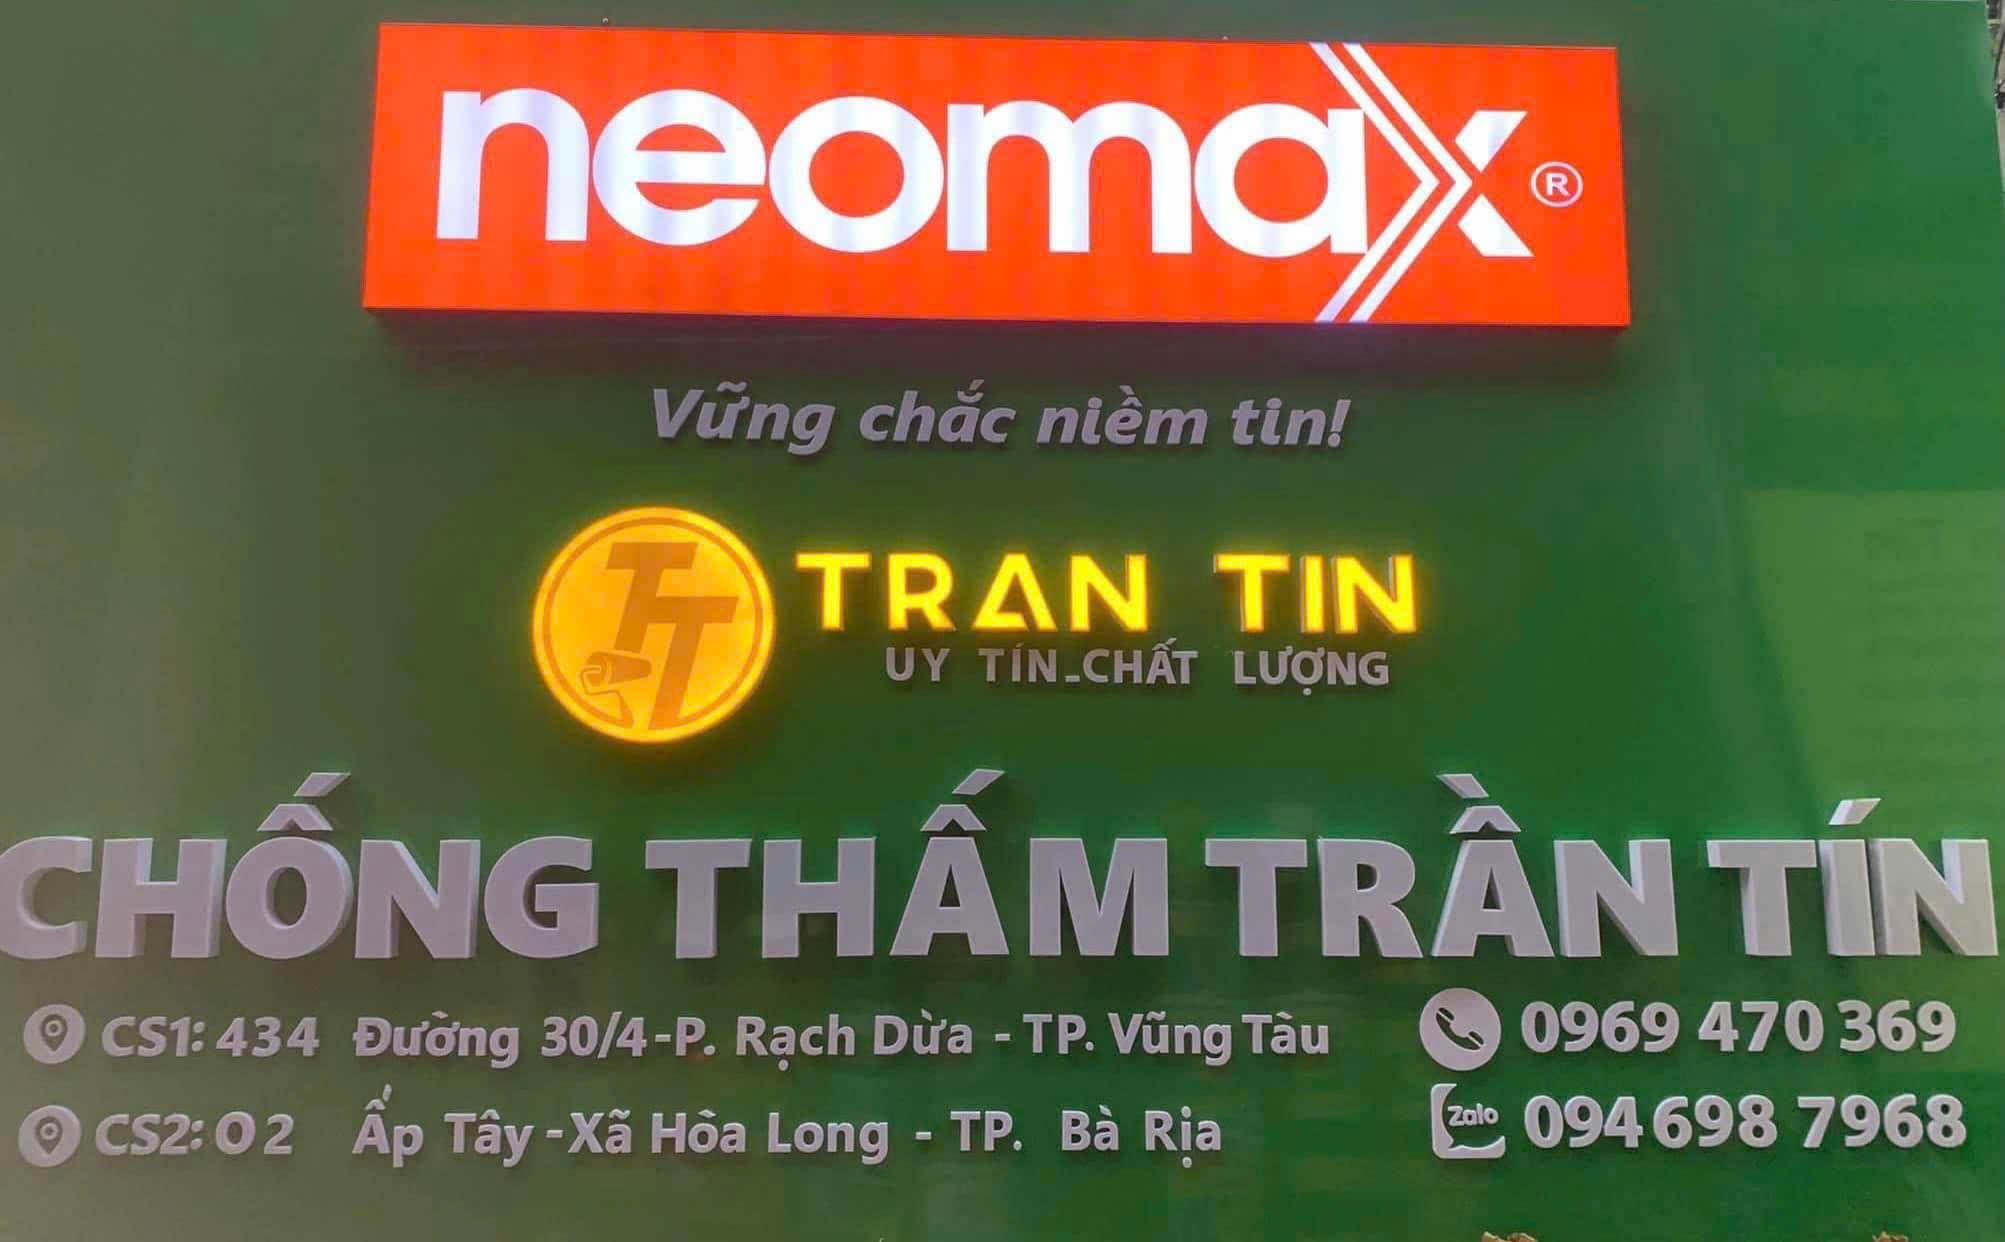 neomax®
Vững chắc niềm tin!
TT
TRAN TIN
UY TÍN_CHẤT LƯỢNG
CHỐNG THẤM TRẦN TÍN
CS1: 434 Đường 30/4-P. Rạch Dừa - TP. Vũng Tàu
0969 470 369
CS2: 02 Ấp Tây-Xã Hòa Long - TP. Bà Rịa
Zalo 094 698 7968